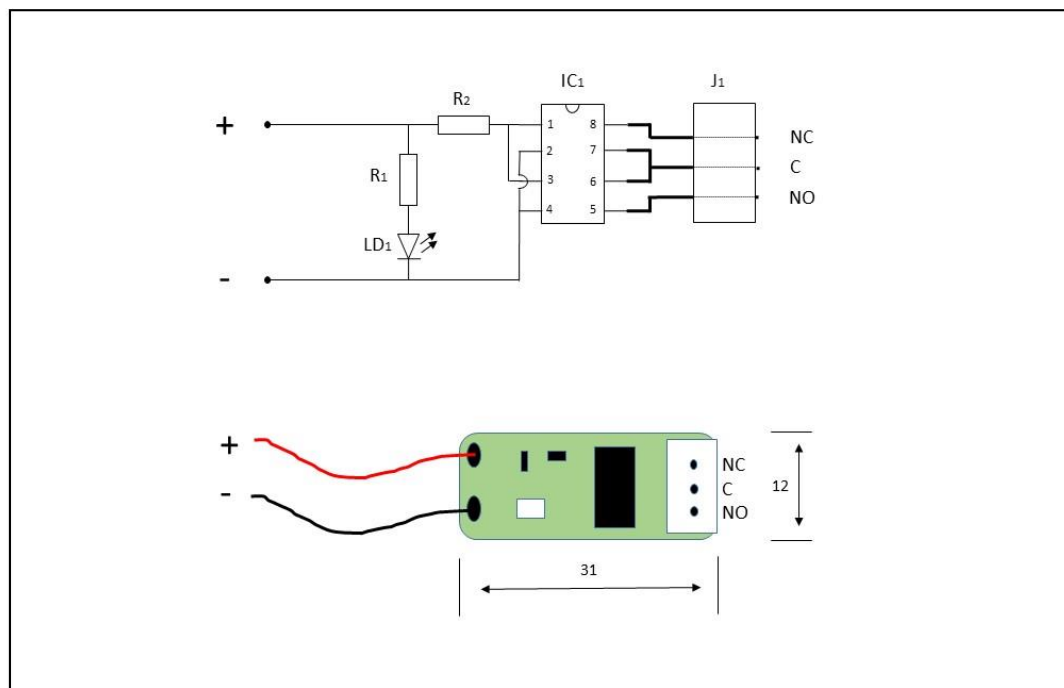 IC1 J1
R2
+ 1 8 NC
2 7 C
R1 3 6 NO
4 5
LD1
-
+
NC
- C 12
NO
31